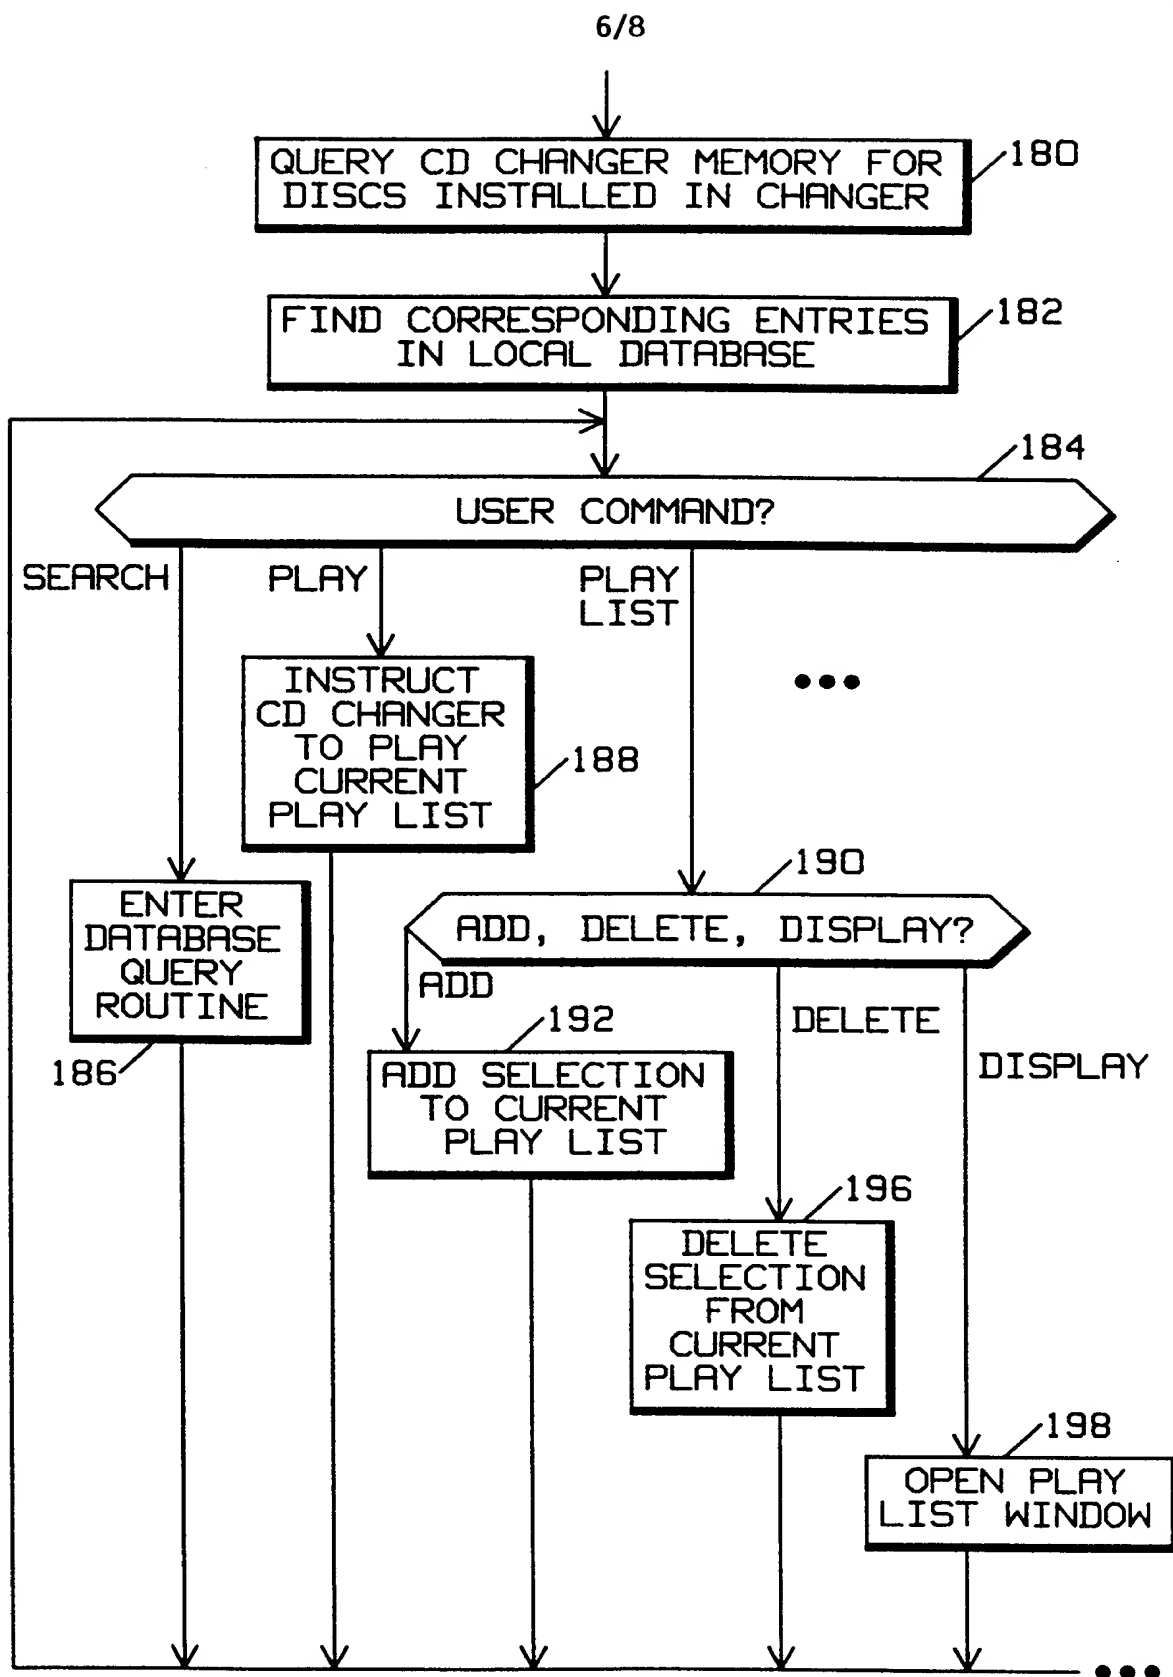 6/8
QUERY CD CHANGER MEMORY FOR
DISCS INSTALLED IN CHANGER
180
FIND CORRESPONDING ENTRIES
IN LOCAL DATABASE
182
184
USER COMMAND?
SEARCH
PLAY
PLAY
LIST
INSTRUCT
CD CHANGER
TO PLAY
CURRENT
PLAY LIST
188
190
ADD, DELETE, DISPLAY?
ENTER
DATABASE
QUERY
ROUTINE
186
ADD
DELETE
DISPLAY
192
ADD SELECTION
TO CURRENT
PLAY LIST
196
DELETE
SELECTION
FROM
CURRENT
PLAY LIST
198
OPEN PLAY
LIST WINDOW